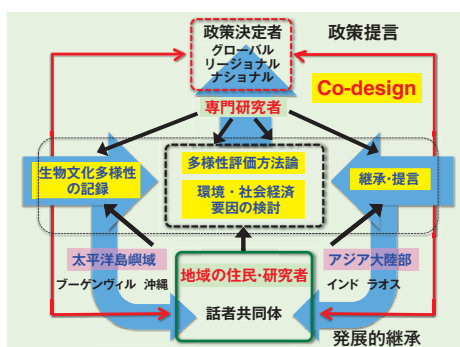 政策決定者
グローバル
リージョナル
ナショナル
政策提言
Co-design
専門研究者
生物文化多様性
の記録
多様性評価方法論
環境・社会経済
要因の検討
継承・提言
太平洋島嶼域
ブーゲンヴィル 沖縄
地域の住民・研究者
話者共同体
アジア大陸部
インド ラオス
発展的継承